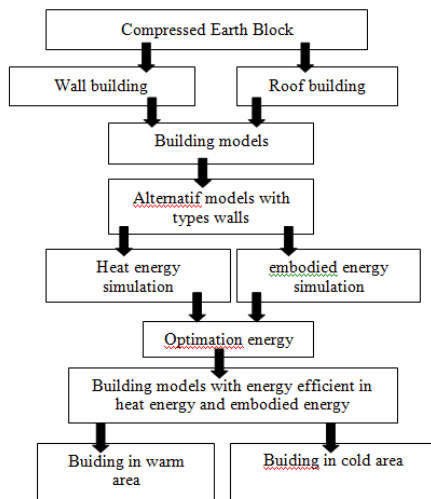 Compressed Earth Block
Wall building
Roof building
Building models
Alternatif models with
types walls
Heat energy
simulation
embodied energy
simulation
Optimation energy
Building models with energy efficient in
heat energy and embodied energy
Buiding in warm
area
Buiding in cold area